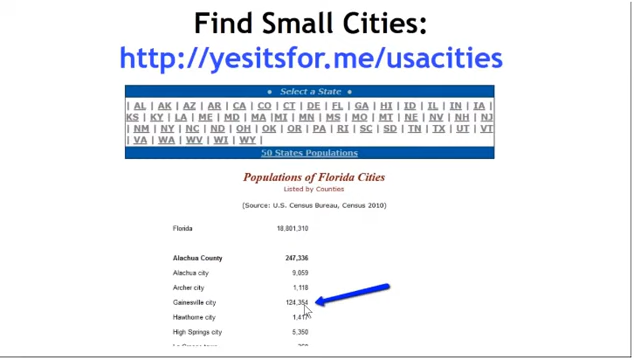 Find Small Cities:
http://yesitsfor.me/usacities
• Select a State •
| AL | AK | AZ | AR | CA | CO | CT | DE | FL | GA | HI | ID | IL | IN | IA |
KS | KY | LA | ME | MD | MA |MI | MN | MS | MO | MT | NE | NV | NH | NJ
| NM | NY | NC | ND | OH | OK | OR | PA | RI | SC | SD | TN | TX | UT | VT
| VA | WA | WV | WI | WY |
50 States Populations
Populations of Florida Cities
Listed by Counties
(Source: U.S. Census Bureau, Census 2010)
Florida 18,801,310
Alachua County 247,336
Alachua city 9,059
Archer city 1,118
Gainesville city 124,354
Hawthorne city 1,417
High Springs city 5,350